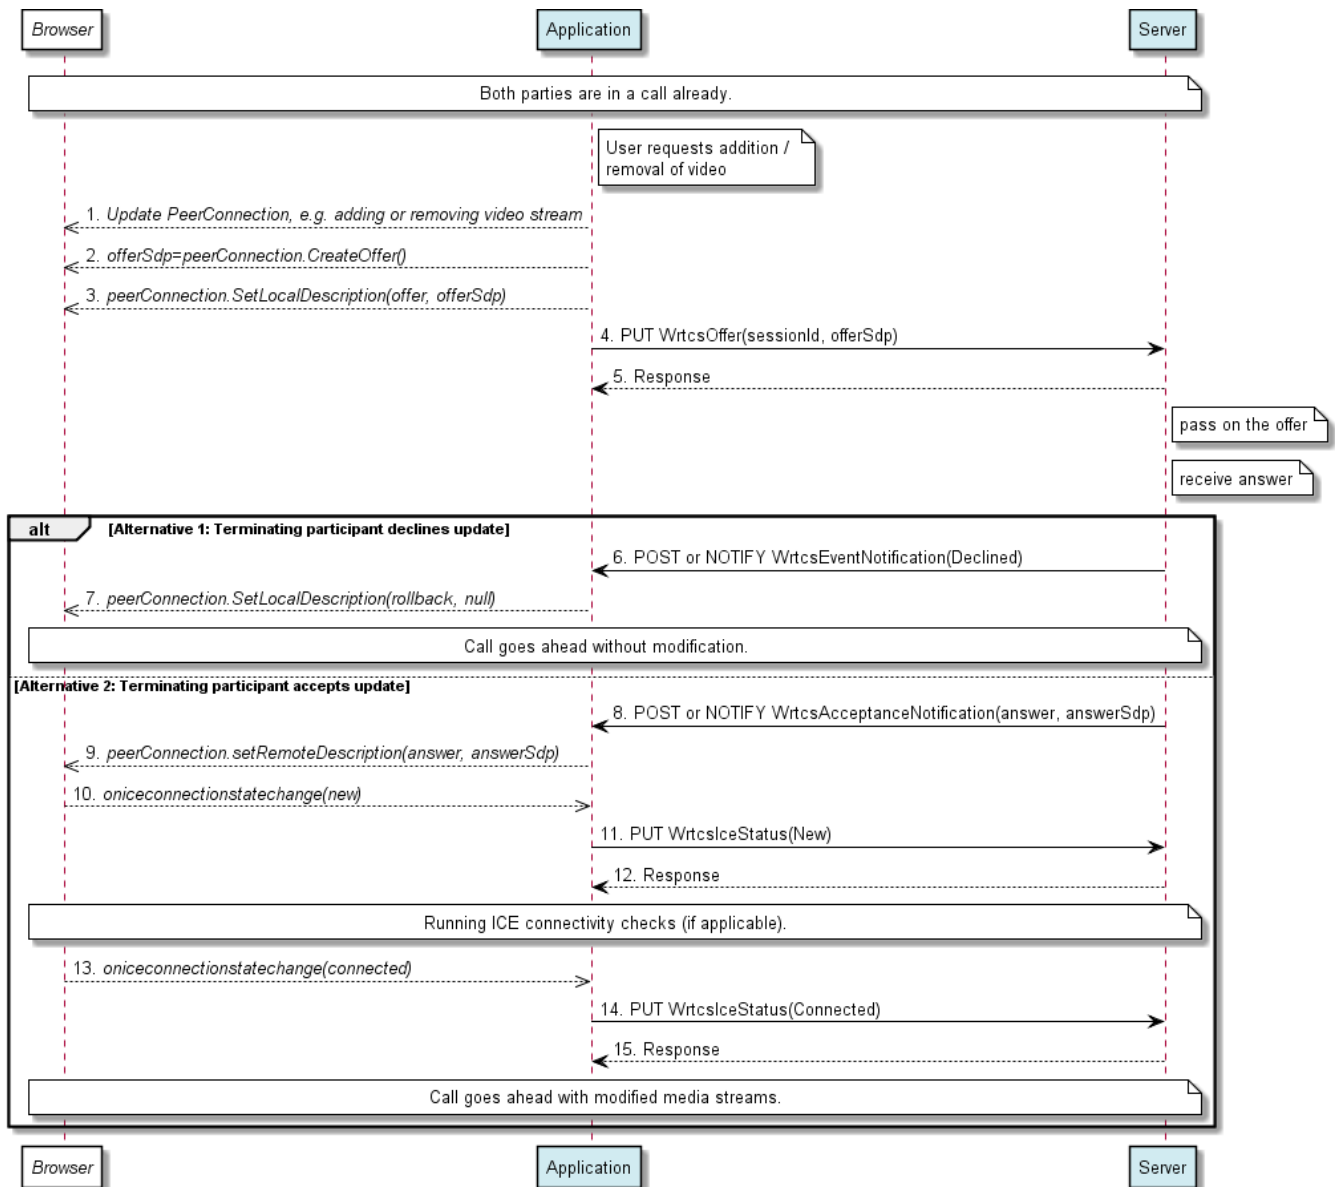 Browser
Application
Server
Both parties are in a call already.
User requests addition /
removal of video
1. Update PeerConnection, e.g. adding or removing video stream
2. offerSdp=peerConnection.CreateOffer()
3. peerConnection.SetLocalDescription(offer, offerSdp)
4. PUT WrtcsOffer(sessionId, offerSdp)
5. Response
pass on the offer
receive answer
alt
[Alternative 1: Terminating participant declines update]
6. POST or NOTIFY WrtcsEventNotification(Declined)
7. peerConnection.SetLocalDescription(rollback, null)
Call goes ahead without modification.
[Alternative 2: Terminating participant accepts update]
8. POST or NOTIFY WrtcsAcceptanceNotification(answer, answerSdp)
9. peerConnection.setRemoteDescription(answer, answerSdp)
10. oniceconnectionstatechange(new)
11. PUT WrtcsIceStatus(New)
12. Response
Running ICE connectivity checks (if applicable).
13. oniceconnectionstatechange(connected)
14. PUT WrtcsIceStatus(Connected)
15. Response
Call goes ahead with modified media streams.
Browser
Application
Server